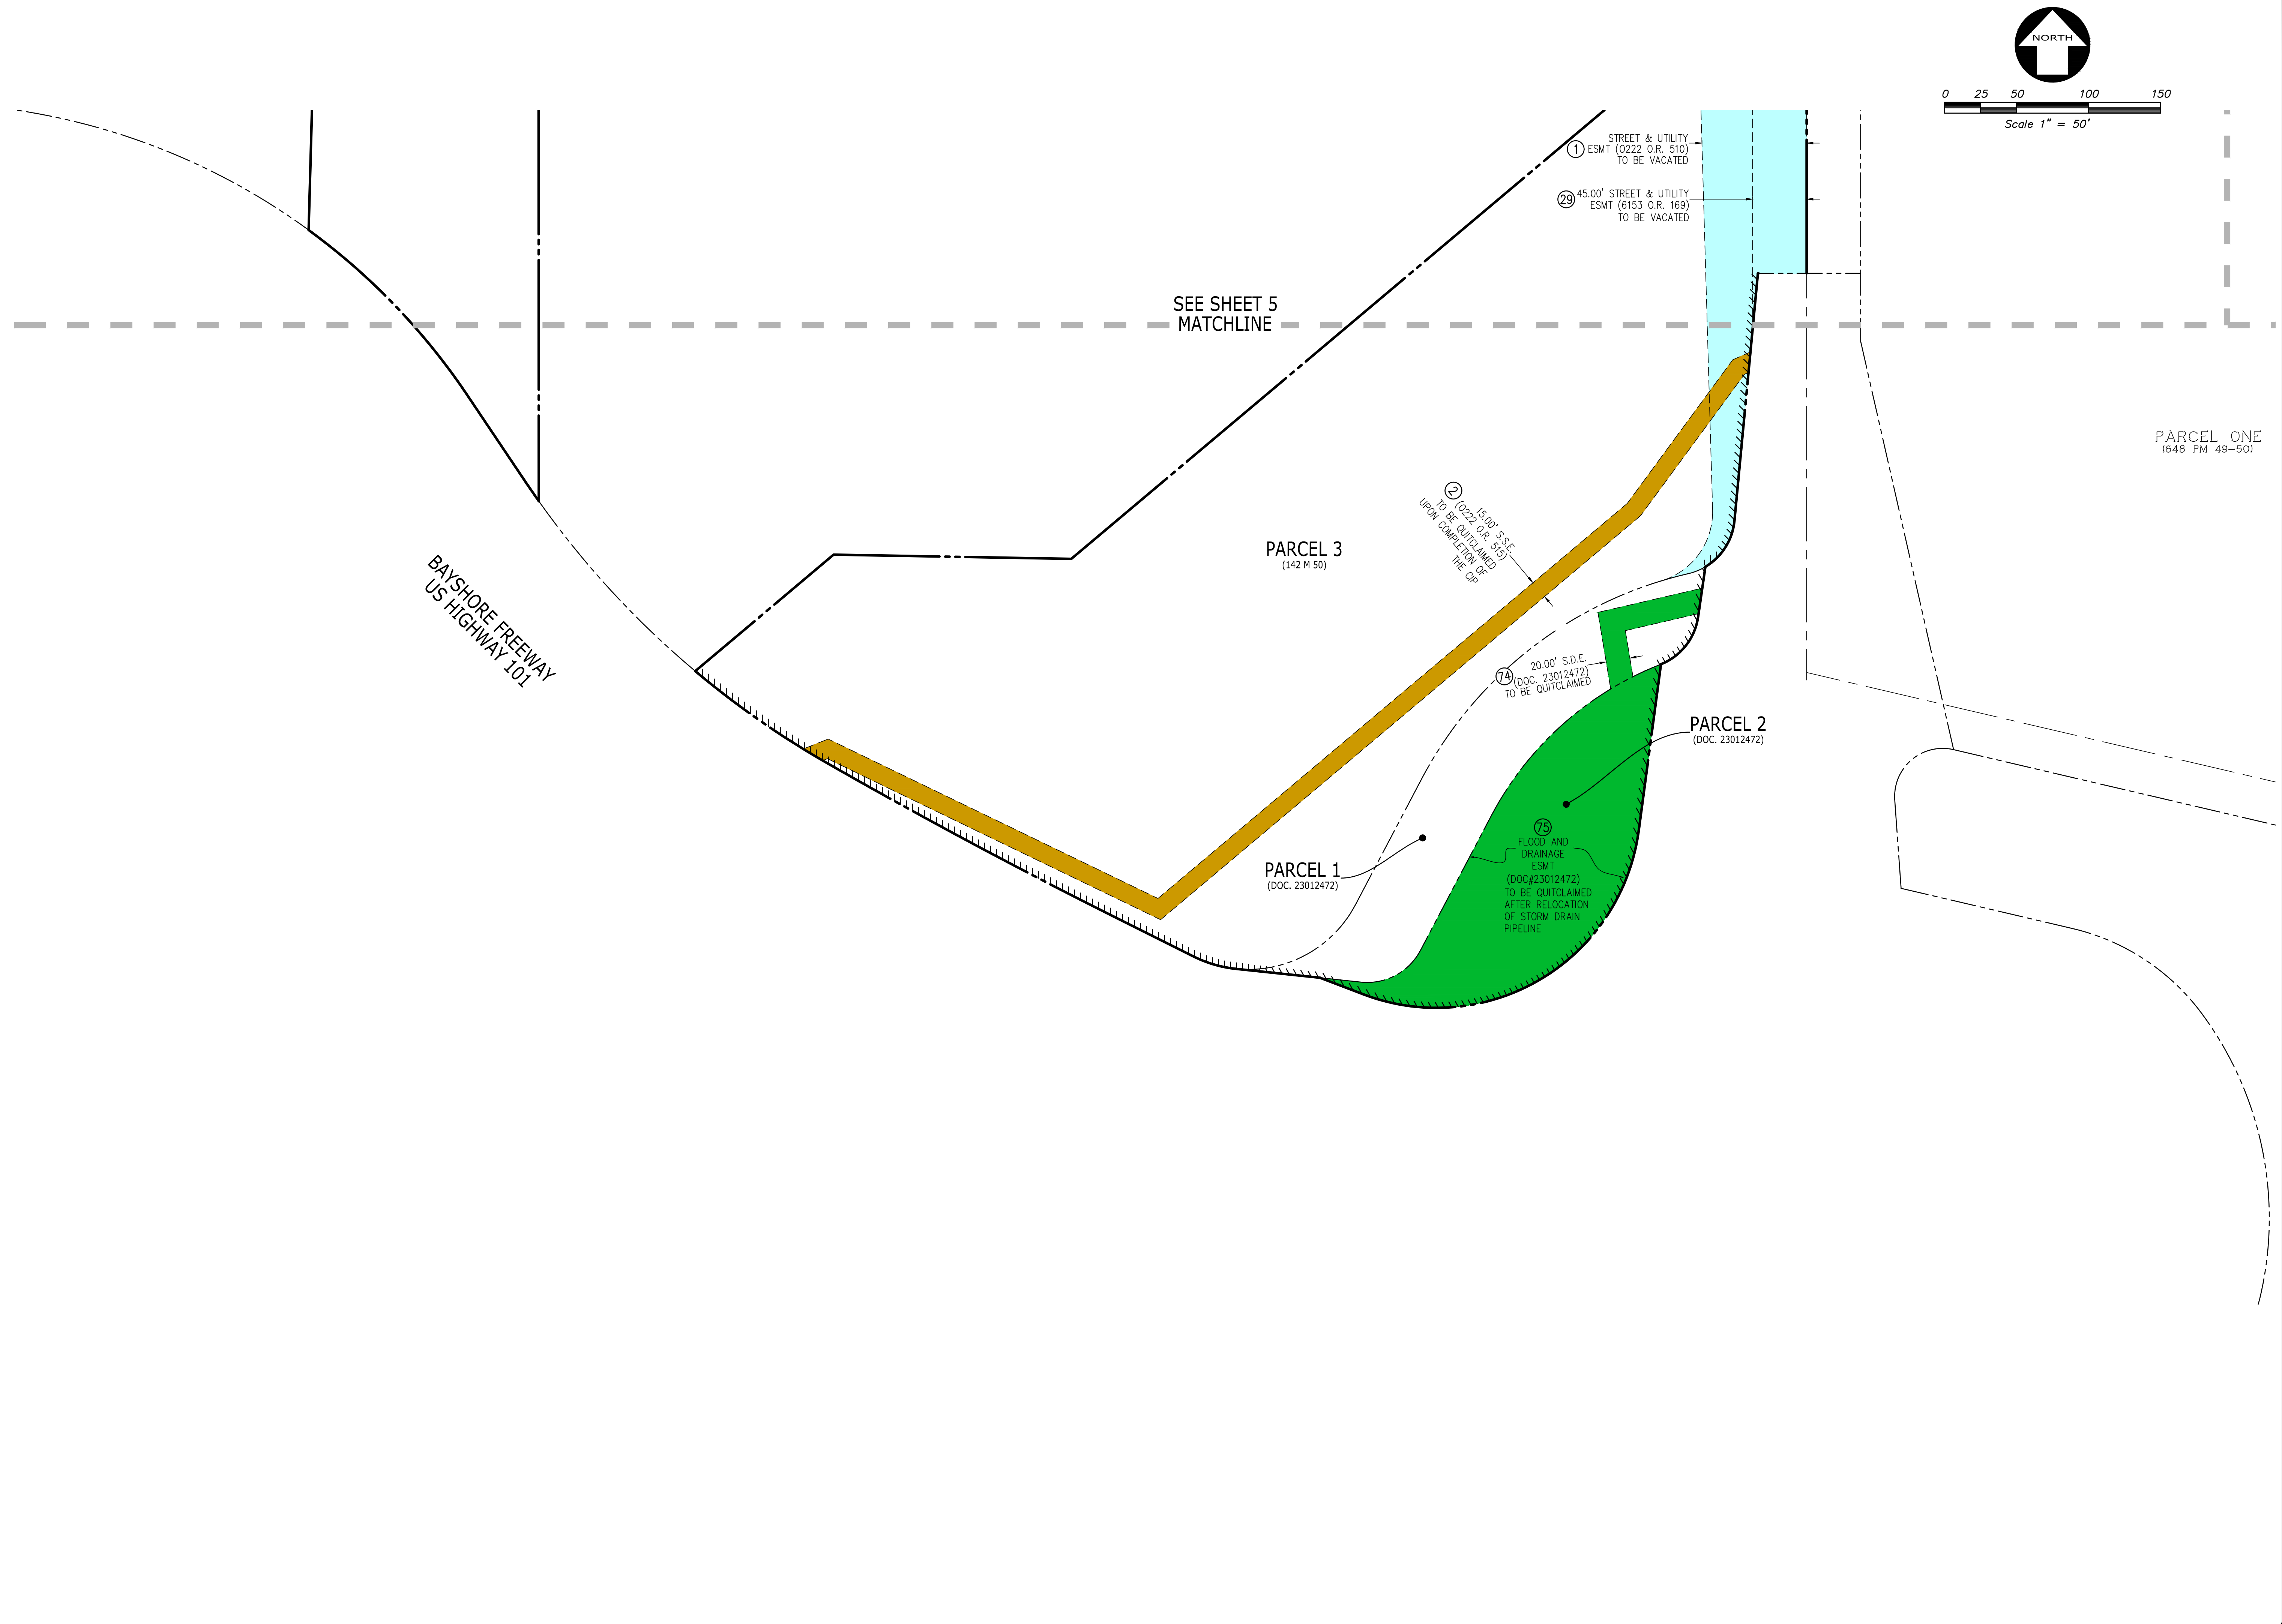 NORTH
0 25 50 100 150
Scale 1" = 50'
STREET & UTILITY
1 ESMT (0222 O.R. 510)
TO BE VACATED
29 45.00' STREET & UTILITY
ESMT (6153 O.R. 169)
TO BE VACATED
SEE SHEET 5
MATCHLINE
PARCEL ONE
(648 PM 49-50)
2
15.00' S.S.E.
(0222 O.R. 515)
TO BE QUITCLAIMED
UPON COMPLETION OF
THE CIP
PARCEL 3
(142 M 50)
BAYSHORE FREEWAY
US HIGHWAY 101
74
20.00' S.D.E.
(DOC. 23012472)
TO BE QUITCLAIMED
PARCEL 2
(DOC. 23012472)
75
FLOOD AND
DRAINAGE
ESMT
(DOC#23012472)
TO BE QUITCLAIMED
AFTER RELOCATION
OF STORM DRAIN
PIPELINE
PARCEL 1
(DOC. 23012472)